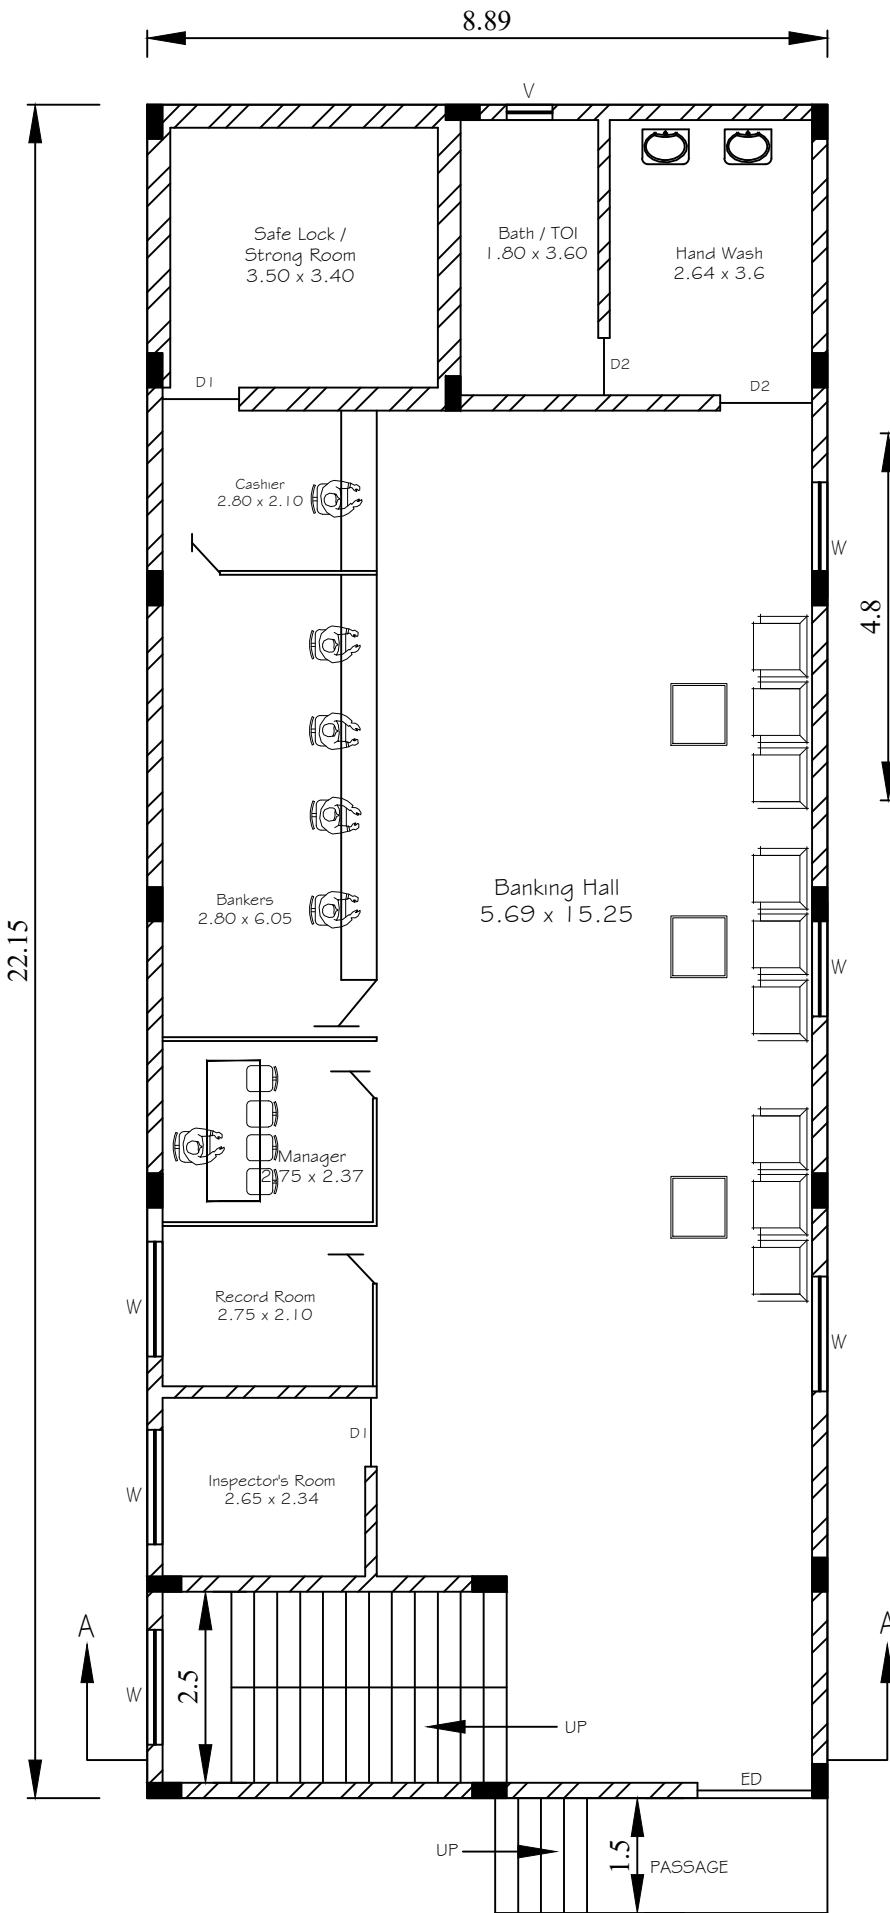 8.89
V
Safe Lock /
Strong Room
3.50 x 3.40
Bath / TOI
1.80 x 3.60
Hand Wash
2.64 x 3.6
D2
D1
D2
Cashier
2.80 x 2.10
W
4.8
Bankers
2.80 x 6.05
Banking Hall
5.69 x 15.25
22.15
W
Manager
2.75 x 2.37
Record Room
2.75 x 2.10
W
W
D1
Inspector's Room
2.65 x 2.34
W
A
A
2.5
W
UP
ED
UP
1.5
PASSAGE